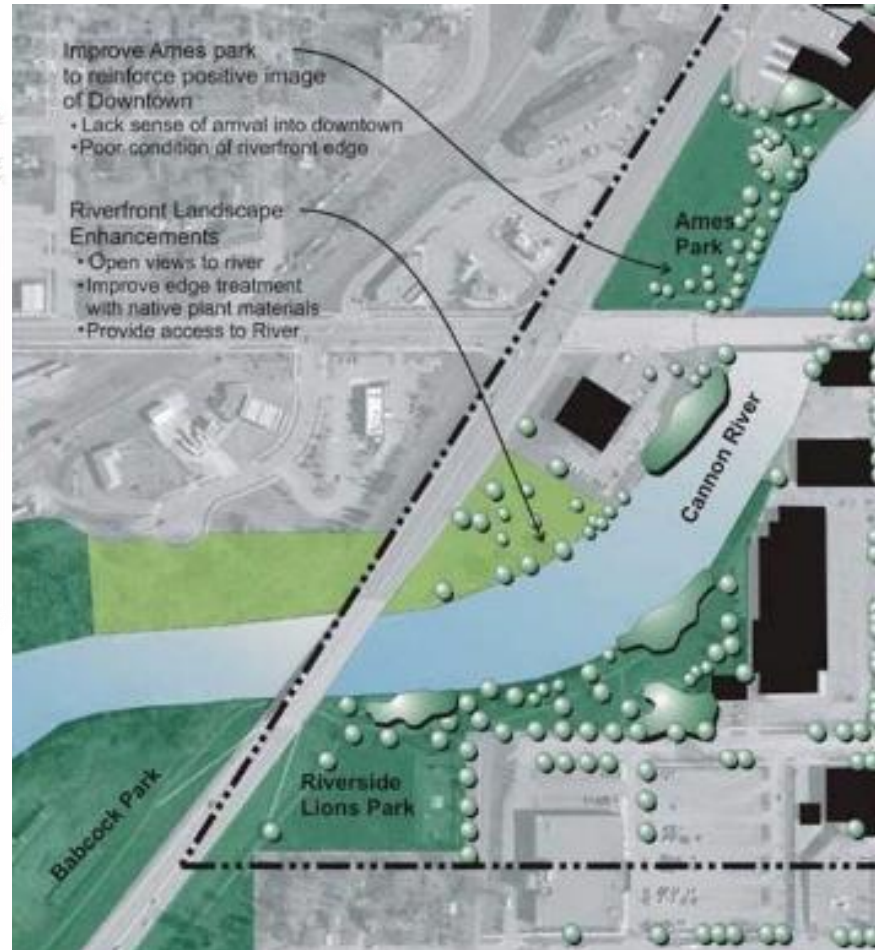 Improve Ames park
to reinforce positive image
of Downtown
• Lack sense of arrival into downtown
• Poor condition of riverfront edge
Riverfront Landscape
Enhancements
• Open views to river
• Improve edge treatment
with native plant materials
• Provide access to River
Ames
Park
Cannon River
Riverside
Lions Park
Babcock Park